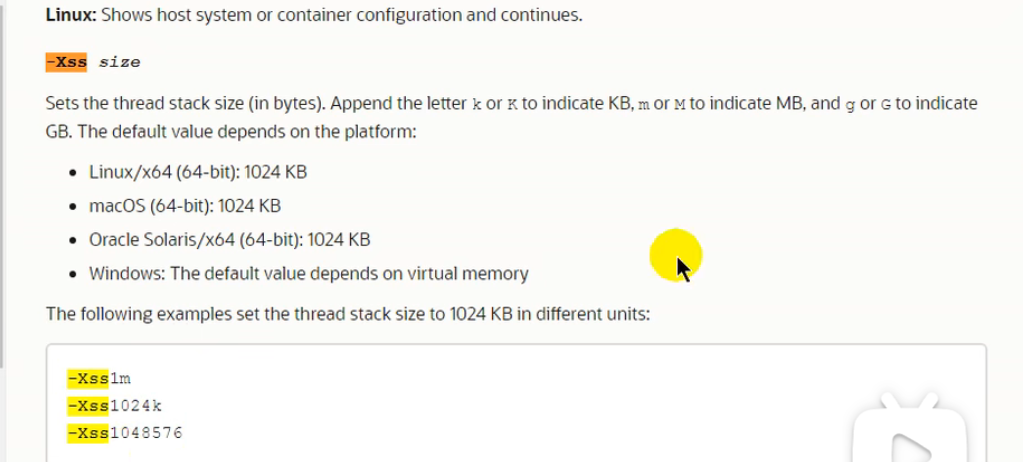 Linux: Shows host system or container configuration and continues.
-Xss size
Sets the thread stack size (in bytes). Append the letter k or K to indicate KB, m or M to indicate MB, and g or G to indicate
GB. The default value depends on the platform:
• Linux/x64 (64-bit): 1024 KB
• macOS (64-bit): 1024 KB
• Oracle Solaris/x64 (64-bit): 1024 KB
• Windows: The default value depends on virtual memory
The following examples set the thread stack size to 1024 KB in different units:
-Xss1m
-Xss1024k
-Xss1048576